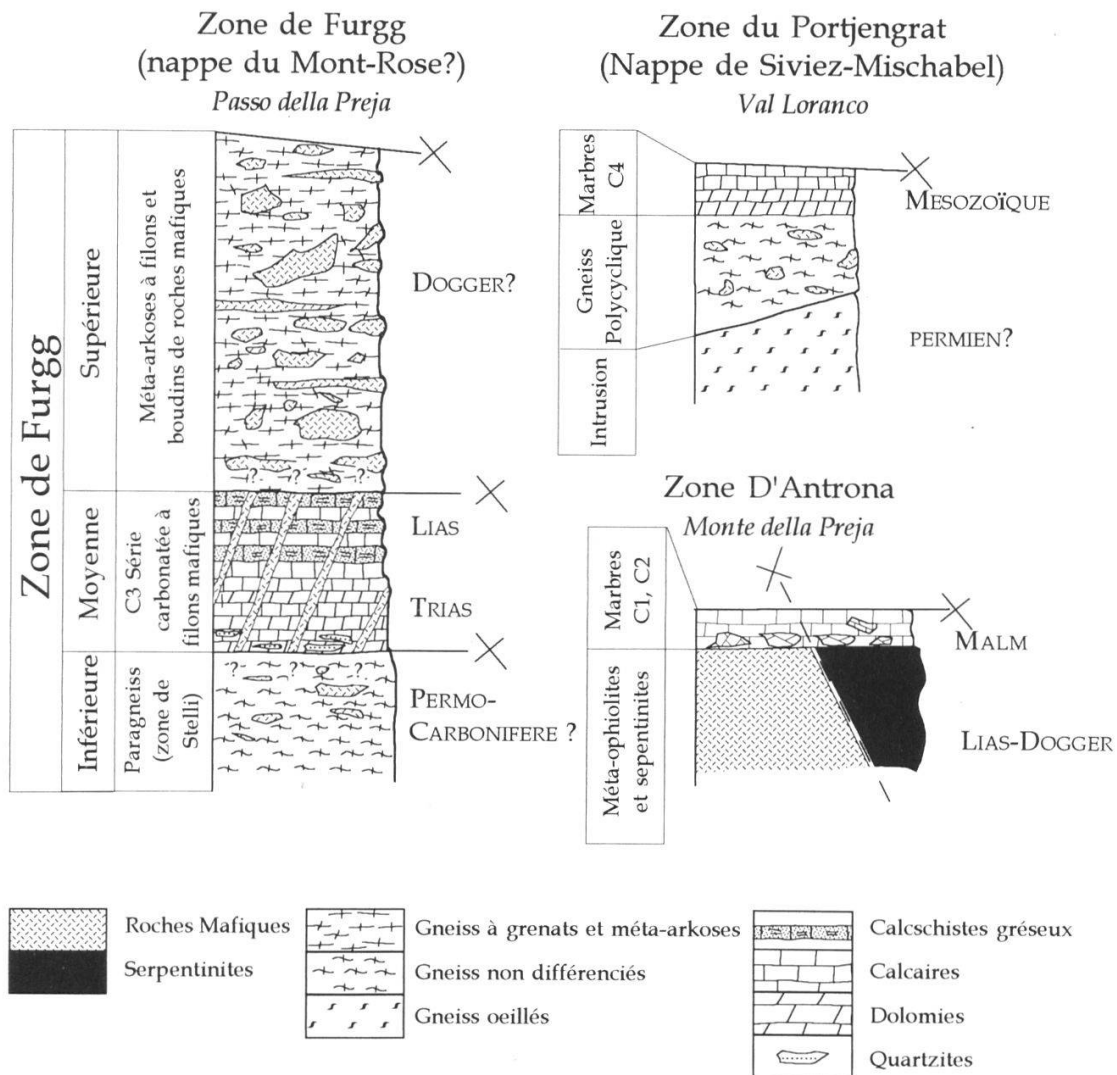 Zone de Furgg
(nappe du Mont-Rose?)
Passo della Preja
Zone de Furgg
Supérieure
Méta-arkoses à filons et
boudins de roches mafiques
DOGGER?
? ? ?
Moyenne
C3 Série
carbonatée à
filons mafiques
LIAS
TRIAS
Inférieure
Paragneiss
(zone de
Stelli)
? ? ?
PERMO-
CARBONIFERE ?
Zone du Portjengrat
(Nappe de Siviez-Mischabel)
Val Loranco
Marbres
C4
MESOZOïQUE
Gneiss
Polycyclique
Intrusion
PERMIEN?
Zone D'Antrona
Monte della Preja
Marbres
C1, C2
MALM
Méta-ophiolites
et septentinites
LIAS-DOGGER
Roches Mafiques
Serpentinites
Gneiss à grenats et méta-arkoses
Gneiss non différenciés
Gneiss oeillés
Calcschistes gréseux
Calcaires
Dolomies
Quartzites